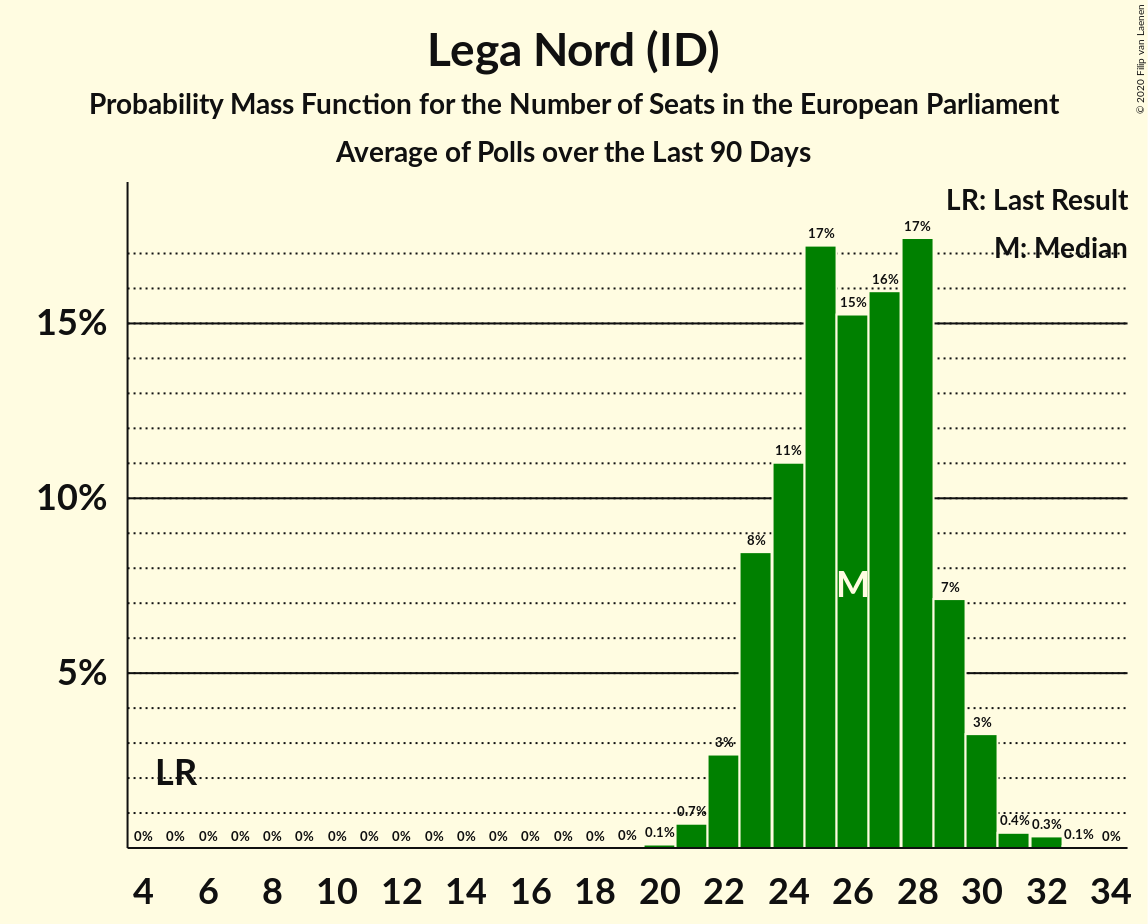 Lega Nord (ID)
Probability Mass Function for the Number of Seats in the European Parliament
Average of Polls over the Last 90 Days
© 2020 Filip van Laenen
LR: Last Result
M: Median
17% 17%
16%
15%
15%
11%
10%
8%
M
7%
5%
3% 3%
LR
0% 0% 0% 0% 0% 0% 0% 0% 0% 0% 0% 0% 0% 0% 0% 0% 0.1% 0.7% 0.4% 0.3% 0.1% 0%
4 6 8 10 12 14 16 18 20 22 24 26 28 30 32 34